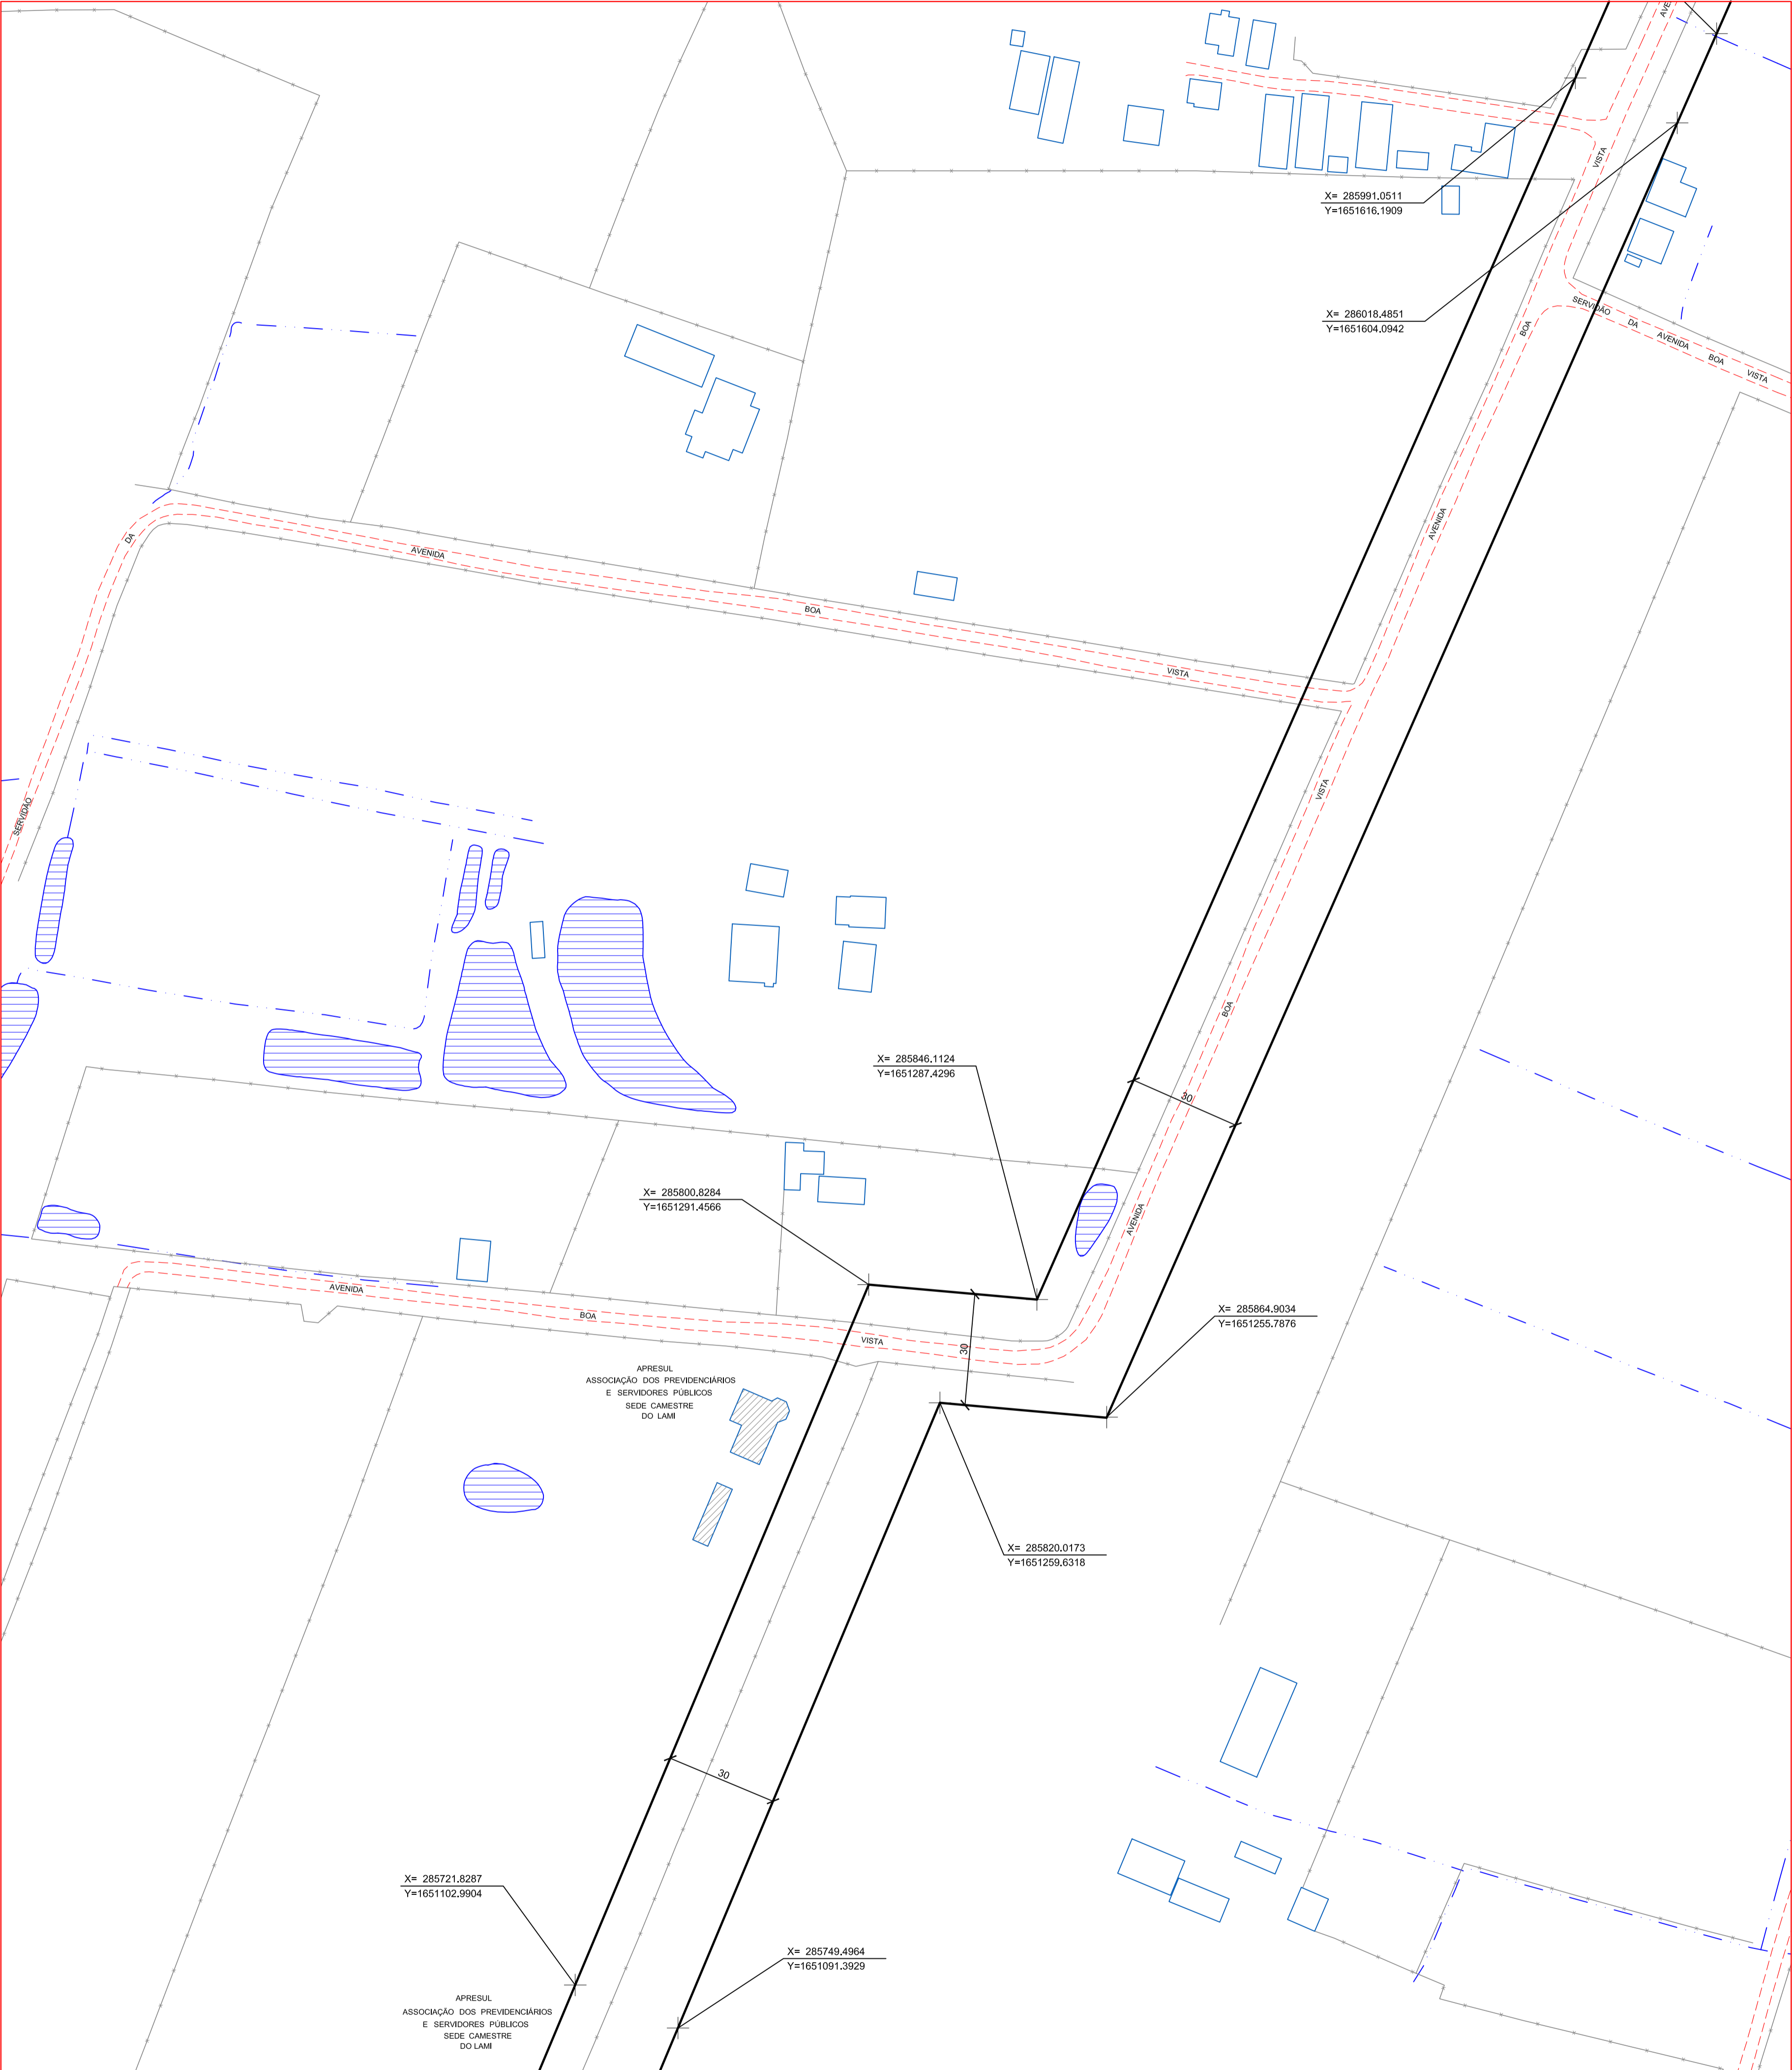 AVE
VISTA
X= 285991.0511
Y=1651616.1909
X= 286018.4851
Y=1651604.0942
SERVIDÃO
DA
AVENIDA
BOA
VISTA
BOA
AVENIDA
DA
AVENIDA
BOA
VISTA
VISTA
SERVIDÃO
BOA
X= 285846.1124
Y=1651287.4296
30
X= 285800.8284
Y=1651291.4566
AVENIDA
AVENIDA
BOA
VISTA
X= 285864.9034
Y=1651255.7876
30
APRESUL
ASSOCIAÇÃO DOS PREVIDENCIÁRIOS
E SERVIDORES PÚBLICOS
SEDE CAMESTRE
DO LAMI
X= 285820.0173
Y=1651259.6318
30
X= 285721.8287
Y=1651102.9904
X= 285749.4964
Y=1651091.3929
APRESUL
ASSOCIAÇÃO DOS PREVIDENCIÁRIOS
E SERVIDORES PÚBLICOS
SEDE CAMESTRE
DO LAMI